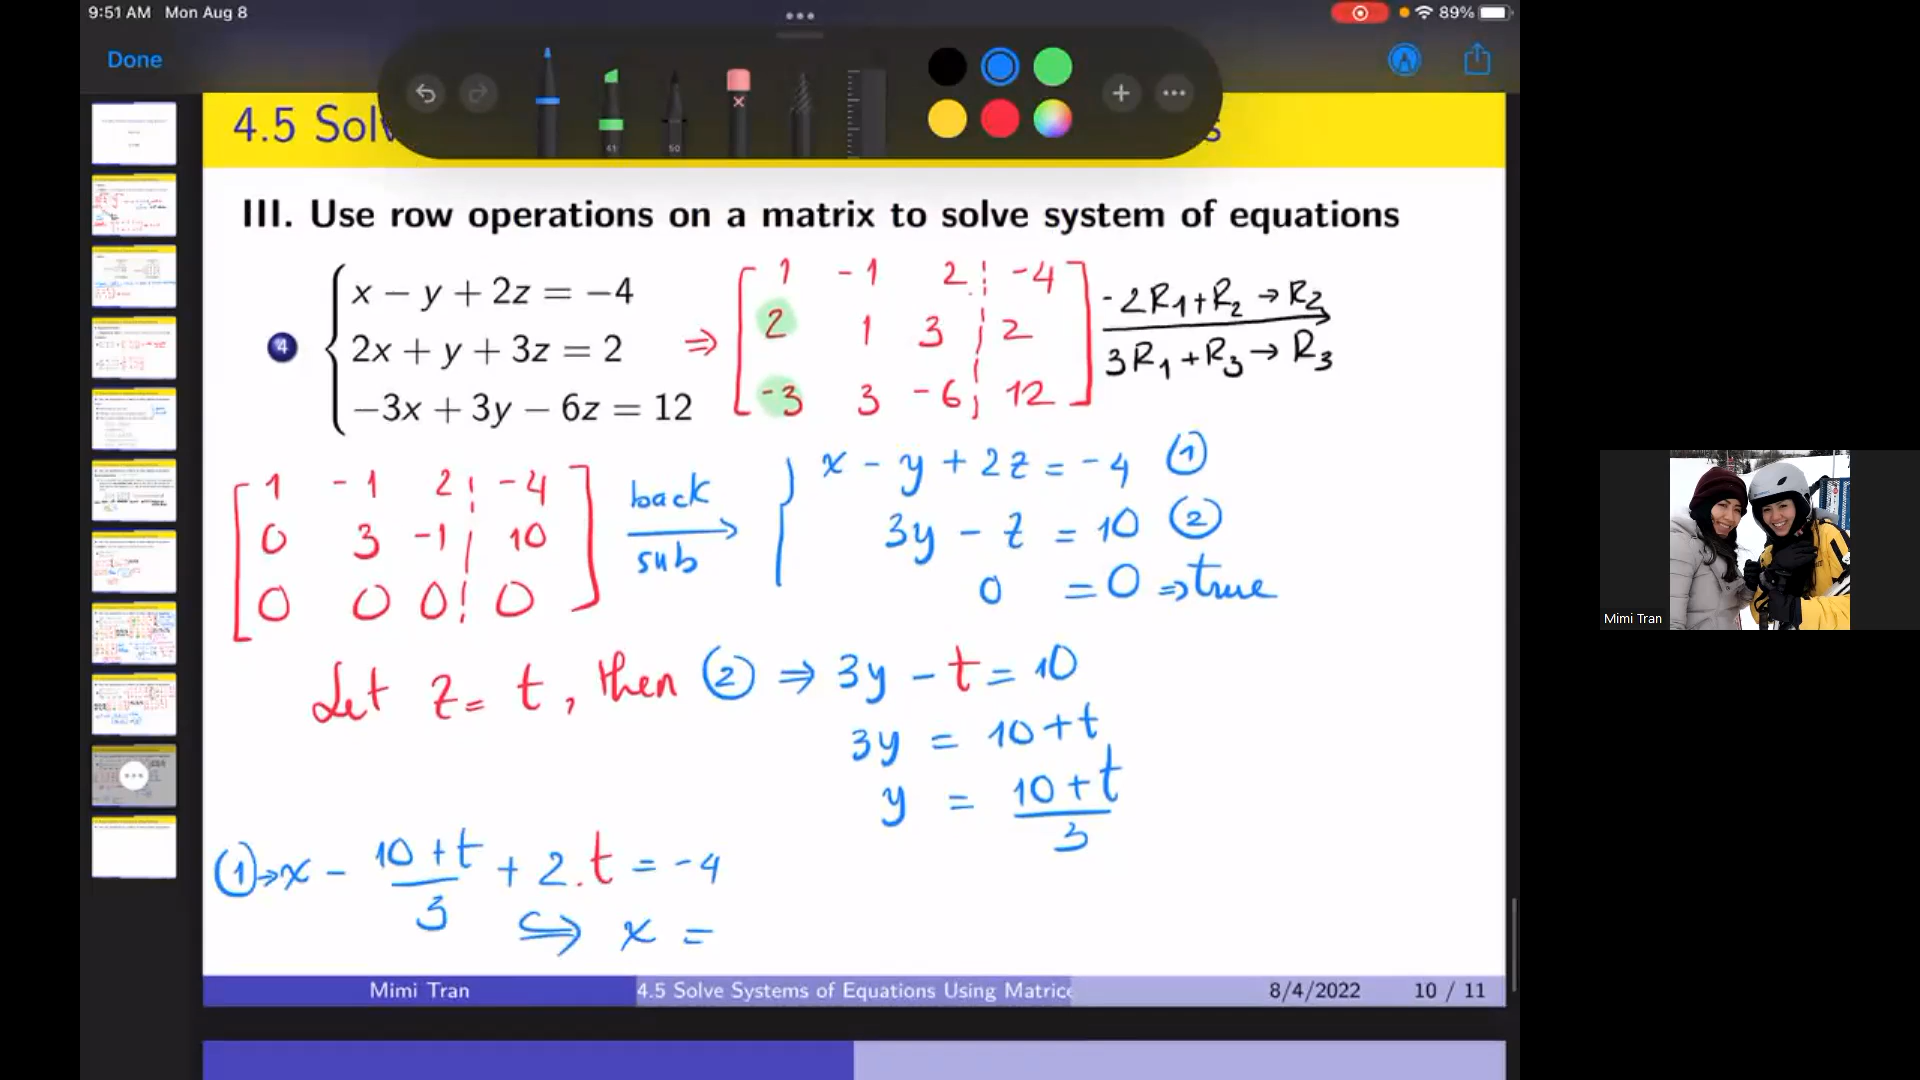 9:51 AM Mon Aug 8
89%
Done
4.5 Sol
s
III. Use row operations on a matrix to solve system of equations
4
x − y + 2z = −4
2x + y + 3z = 2
−3x + 3y − 6z = 12
⇒
1 -1 2 ¦ -4
2 1 3 ¦ 2
-3 3 -6 ¦ 12
-2R1+R2 → R2
3R1+R3 → R3
1 -1 2 ¦ -4
0 3 -1 ¦ 10
0 0 0 ¦ 0
back
sub
x - y + 2z = -4 ①
3y - z = 10 ②
0 = 0 ⇒ true
Let z = t, then ② ⇒ 3y - t = 10
3y = 10 + t
y = 10 + t
3
① → x - 10 + t + 2.t = -4
3
⇔ x =
Mimi Tran 4.5 Solve Systems of Equations Using Matric 8/4/2022 10 / 11
Mimi Tran